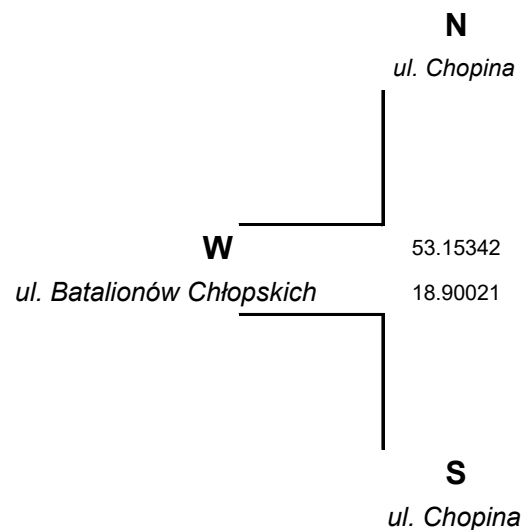 N
ul. Chopina
W
53.15342
ul. Batalionów Chłopskich
18.90021
S
ul. Chopina